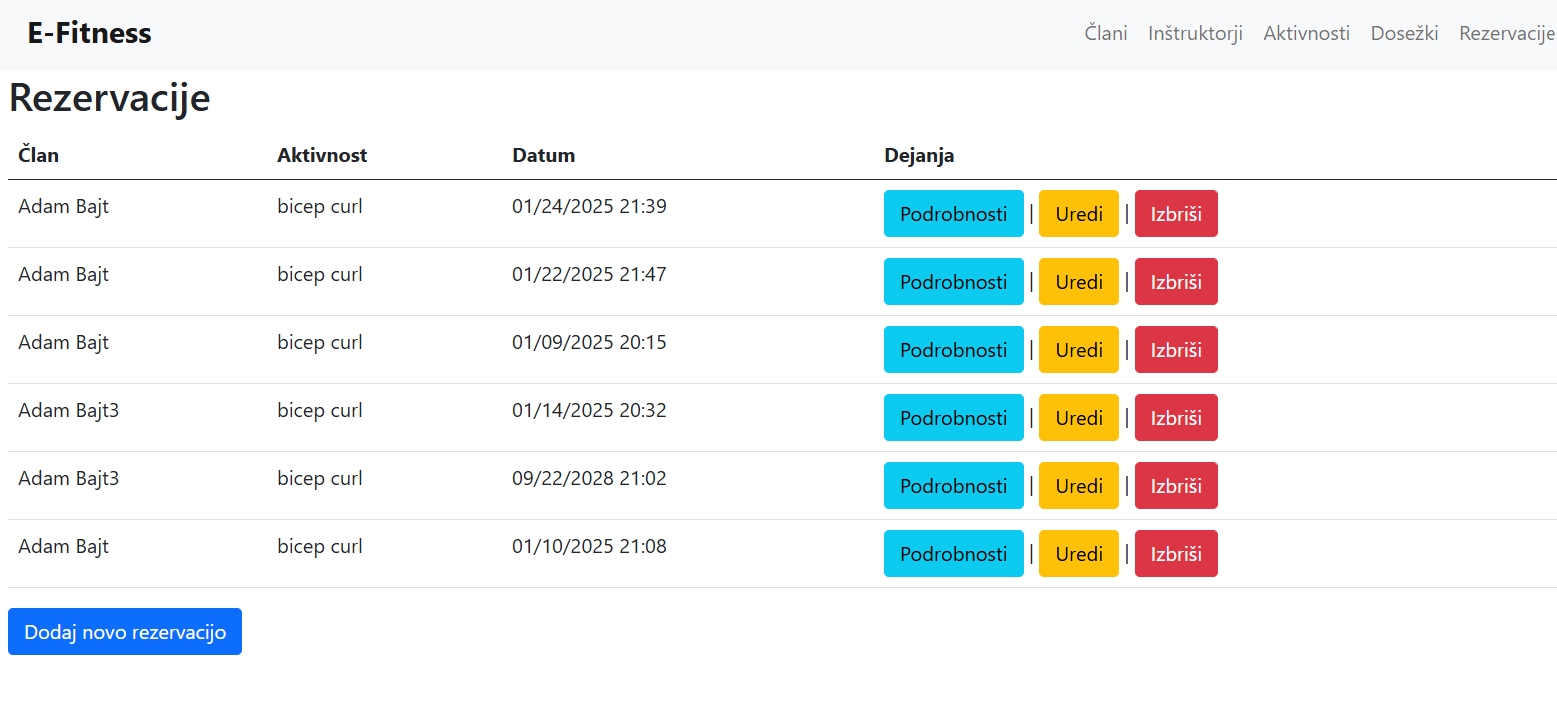 E-Fitness Člani Inštruktorji Aktivnosti Dosežki Rezervacije
Rezervacije
Član Aktivnost Datum Dejanja
Adam Bajt bicep curl 01/24/2025 21:39 Podrobnosti | Uredi | Izbriši
Adam Bajt bicep curl 01/22/2025 21:47 Podrobnosti | Uredi | Izbriši
Adam Bajt bicep curl 01/09/2025 20:15 Podrobnosti | Uredi | Izbriši
Adam Bajt3 bicep curl 01/14/2025 20:32 Podrobnosti | Uredi | Izbriši
Adam Bajt3 bicep curl 09/22/2028 21:02 Podrobnosti | Uredi | Izbriši
Adam Bajt bicep curl 01/10/2025 21:08 Podrobnosti | Uredi | Izbriši
Dodaj novo rezervacijo